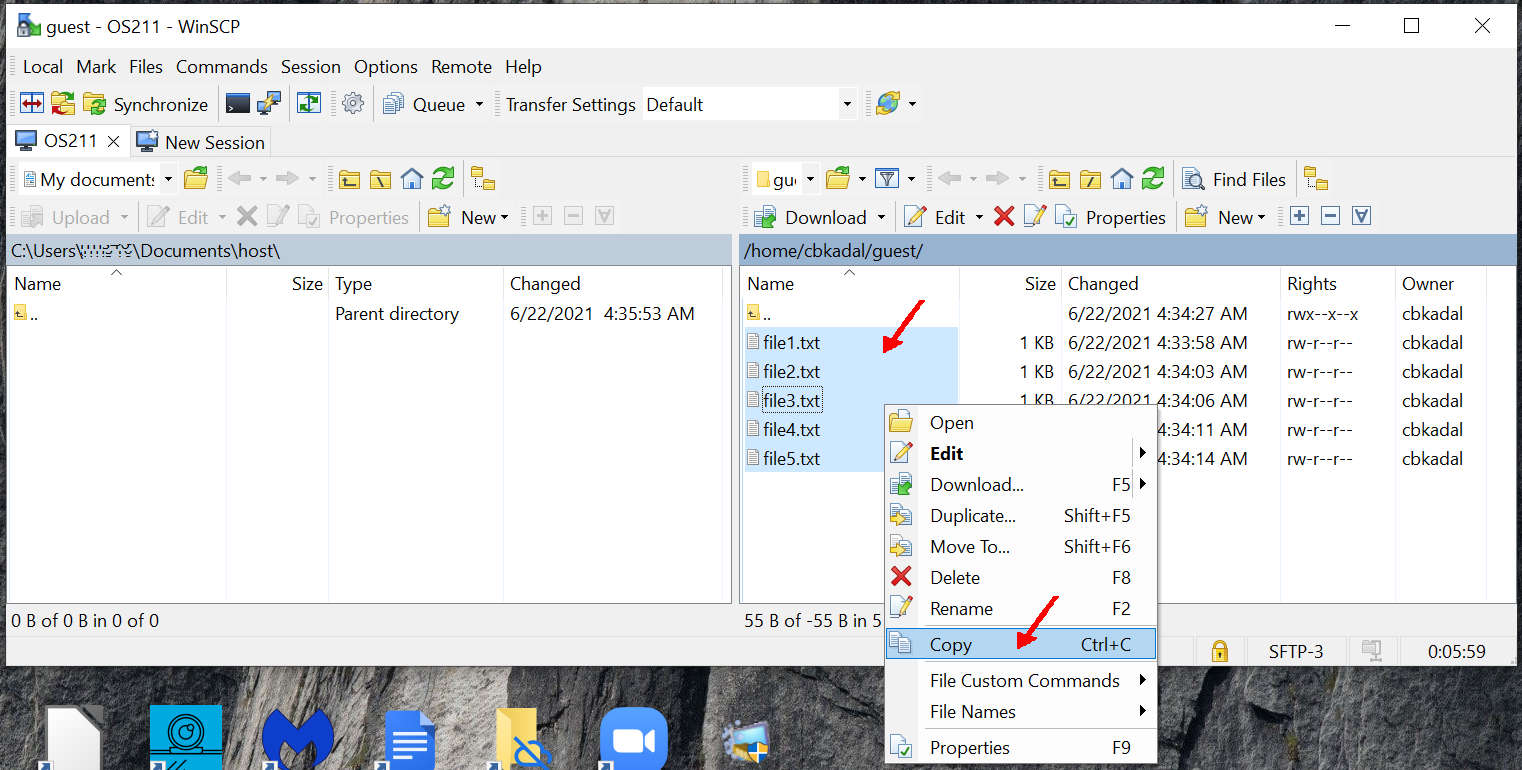 guest - OS211 - WinSCP
Local Mark Files Commands Session Options Remote Help
Synchronize Queue Transfer Settings Default
OS211 New Session
My documents gu Find Files
Upload Edit Properties New Download Edit Properties New
C:\Users\ \Documents\host\ /home/cbkadal/guest/
Name Size Type Changed Name Size Changed Rights Owner
.. Parent directory 6/22/2021 4:35:53 AM .. 6/22/2021 4:34:27 AM rwx--x--x cbkadal
file1.txt 1 KB 6/22/2021 4:33:58 AM rw-r--r-- cbkadal
file2.txt 1 KB 6/22/2021 4:34:03 AM rw-r--r-- cbkadal
file3.txt 1 KB 6/22/2021 4:34:06 AM rw-r--r-- cbkadal
file4.txt 4:34:11 AM rw-r--r-- cbkadal
file5.txt 4:34:14 AM rw-r--r-- cbkadal
Open
Edit
Download... F5
Duplicate... Shift+F5
Move To... Shift+F6
Delete F8
Rename F2
Copy Ctrl+C
File Custom Commands
File Names
Properties F9
0 B of 0 B in 0 of 0 55 B of -55 B in 5
SFTP-3 0:05:59